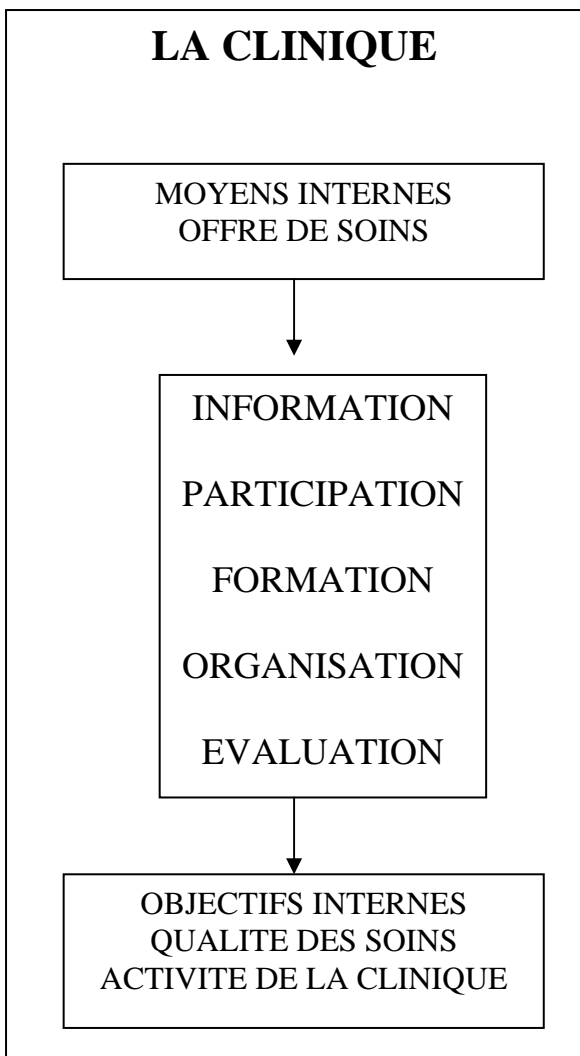 LA CLINIQUE
MOYENS INTERNES
OFFRE DE SOINS
INFORMATION
PARTICIPATION
FORMATION
ORGANISATION
EVALUATION
OBJECTIFS INTERNES
QUALITE DES SOINS
ACTIVITE DE LA CLINIQUE